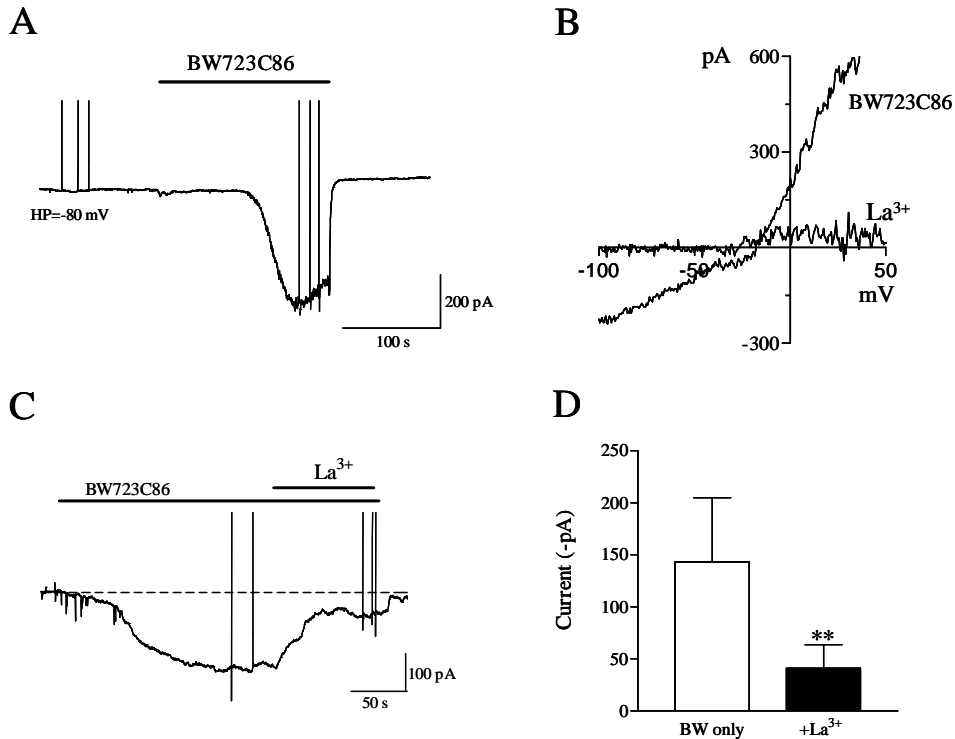 A
BW723C86
HP=-80 mV
200 pA
100 s
B
pA
600
BW723C86
300
La3+
-100
-50
50
mV
-300
C
La3+
BW723C86
100 pA
50 s
D
250
200
150
100
50
0
Current (-pA)
**
BW only
+La3+